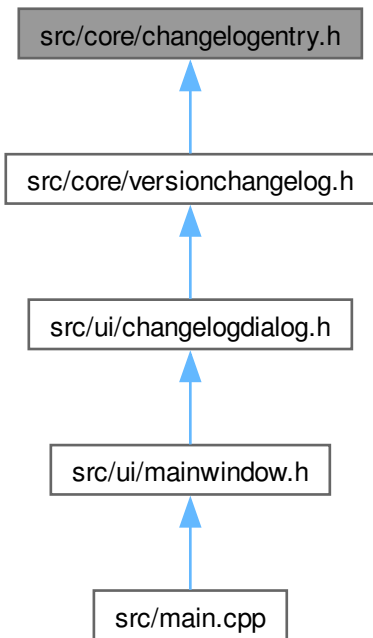 src/core/changelogentry.h
src/core/versionchangelog.h
src/ui/changelogdialog.h
src/ui/mainwindow.h
src/main.cpp